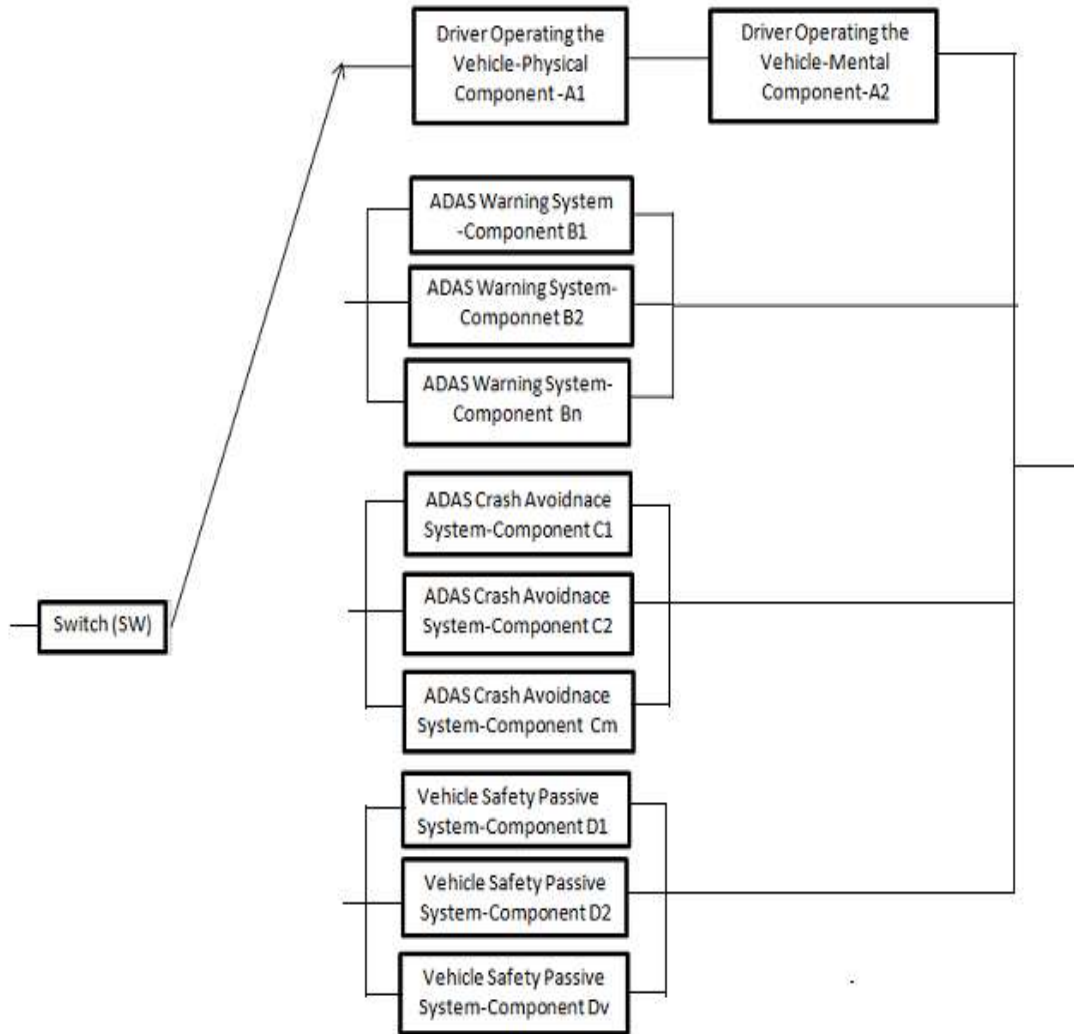 Driver Operating the
Vehicle-Physical
Component -A1
Driver Operating the
Vehicle-Mental
Component-A2
ADAS Warning System
-Component B1
ADAS Warning System-
Componnet B2
ADAS Warning System-
Component Bn
ADAS Crash Avoidnace
System-Component C1
ADAS Crash Avoidnace
System-Component C2
ADAS Crash Avoidnace
System-Component Cm
Switch (SW)
Vehicle Safety Passive
System-Component D1
Vehicle Safety Passive
System-Component D2
Vehicle Safety Passive
System-Component Dv